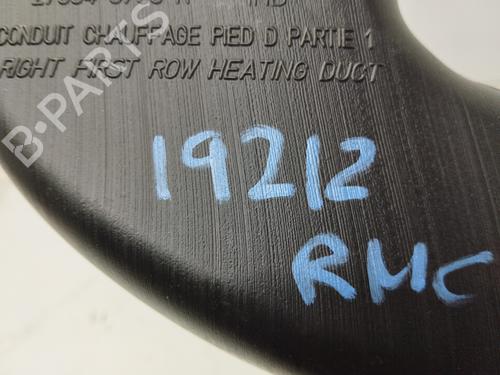 CONDUIT CHAUFFAGE PIED D PARTIE 1
RIGHT FIRST ROW HEATING DUCT
19212
RMC
B-PARTS